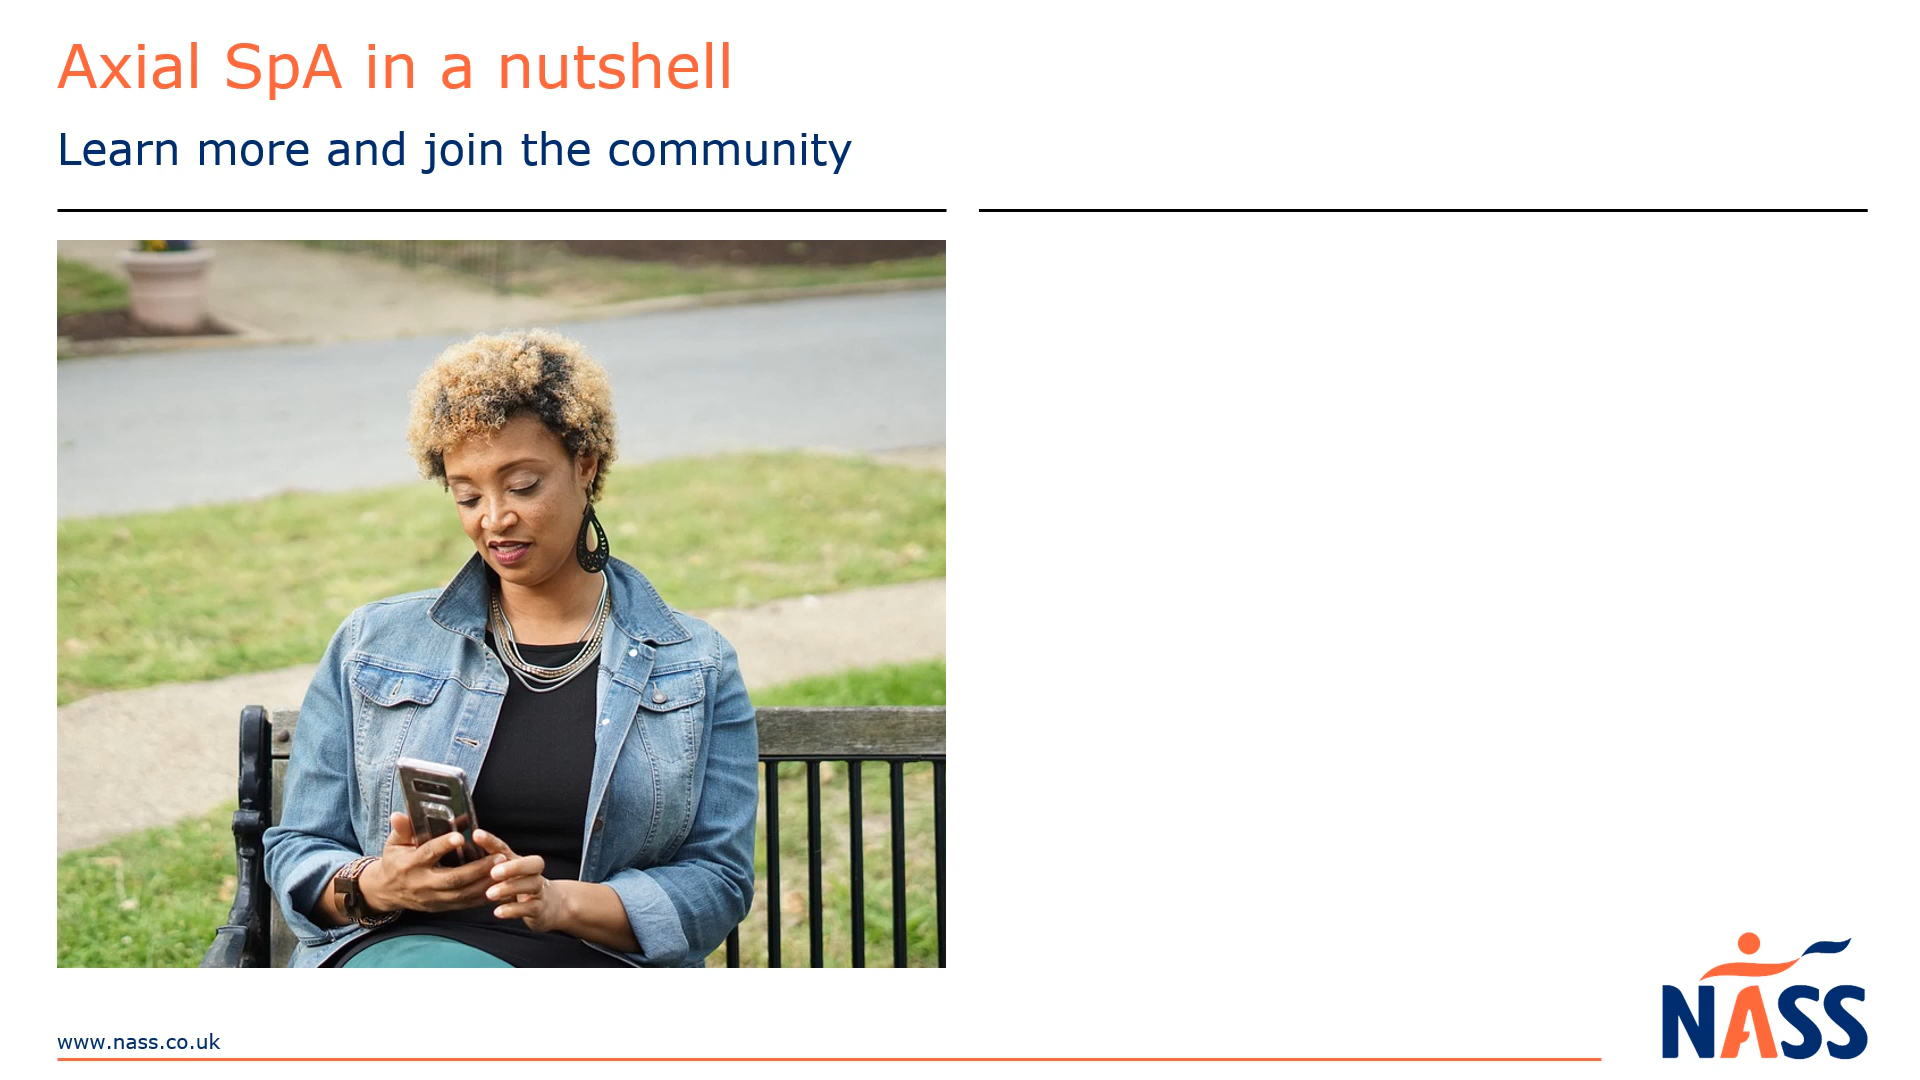 Axial SpA in a nutshell
Learn more and join the community
www.nass.co.uk
NASS